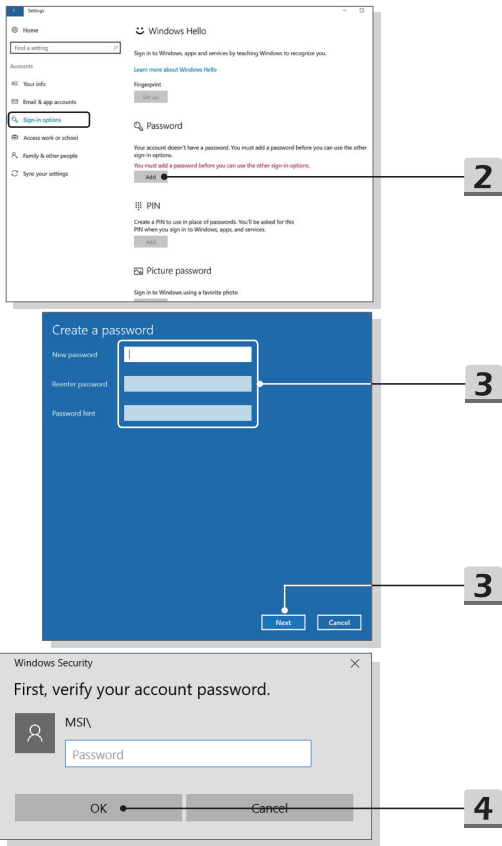 Settings
Home
Find a setting
Accounts
Your info
Email & app accounts
Sign-in options
Access work or school
Family & other people
Sync your settings
Windows Hello
Sign in to Windows, apps and services by teaching Windows to recognize you.
Learn more about Windows Hello
Fingerprint
Set up
Password
Your account doesn't have a password. You must add a password before you can use the other
sign-in options.
You must add a password before you can use the other sign-in options.
Add
2
PIN
Create a PIN to use in place of passwords. You'll be asked for this
PIN when you sign in to Windows, apps, and services.
Add
Picture password
Sign in to Windows using a favorite photo
Create a password
New password
Reenter password
3
Password hint
3
Next Cancel
Windows Security
First, verify your account password.
MSI\
Password
OK Cancel
4